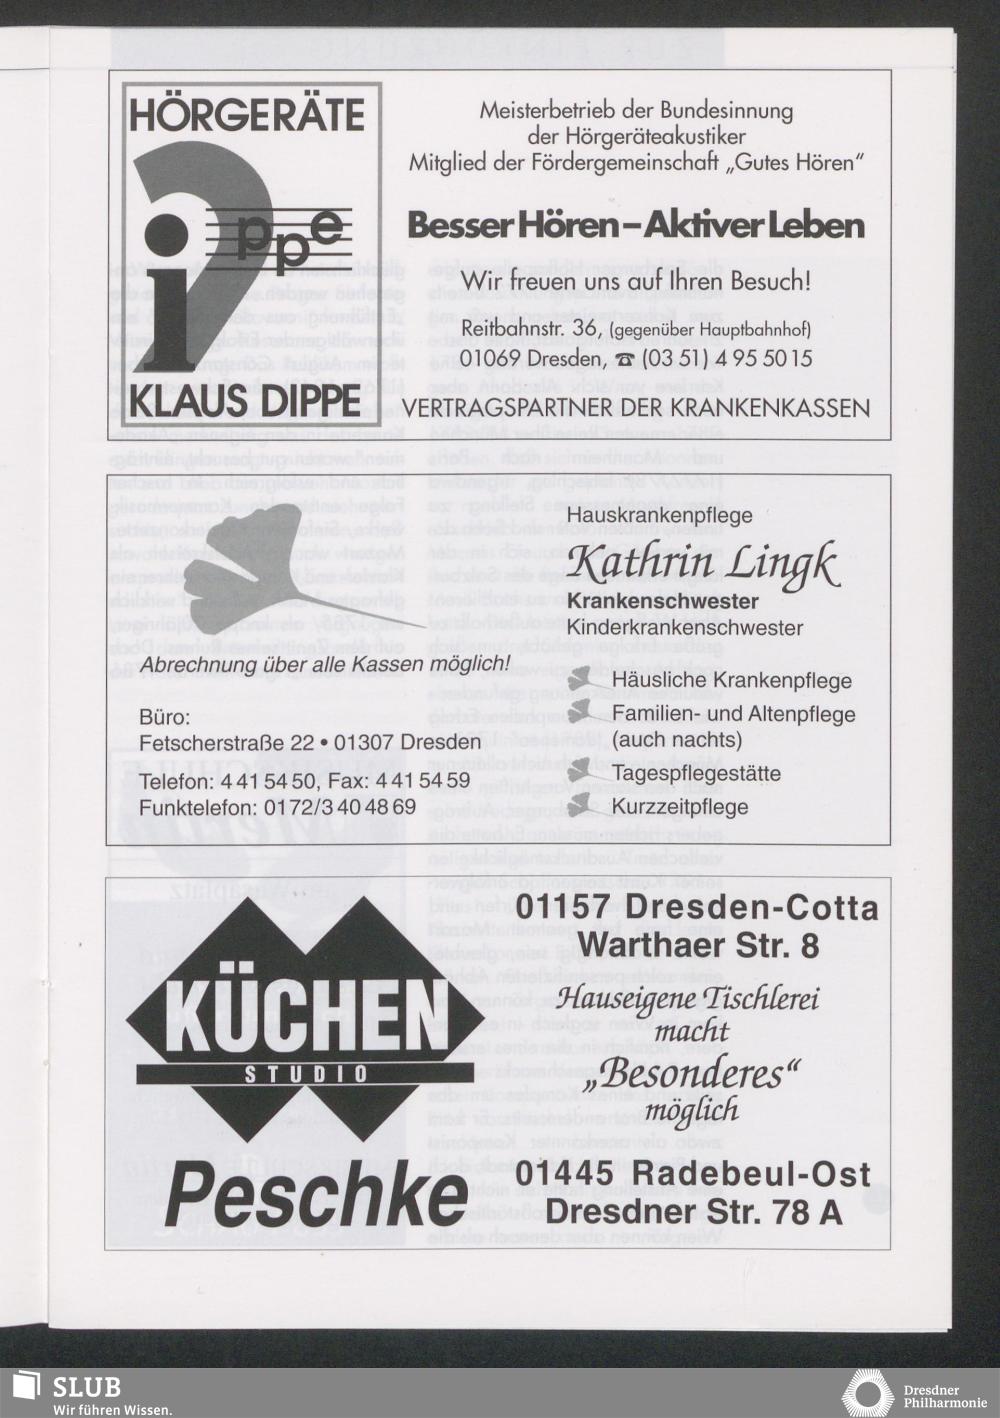 HÖRGERÄTE
ippe
KLAUS DIPPE
Meisterbetrieb der Bundesinnung
der Hörgeräteakustiker
Mitglied der Fördergemeinschaft „Gutes Hören“
Besser Hören – Aktiver Leben
Wir freuen uns auf Ihren Besuch!
Reitbahnstr. 36, (gegenüber Hauptbahnhof)
01069 Dresden, ☎ (03 51) 4 95 50 15
VERTRAGSPARTNER DER KRANKENKASSEN
Hauskrankenpflege
Kathrin Lingk
Krankenschwester
Kinderkrankenschwester
Abrechnung über alle Kassen möglich!
Büro:
Fetscherstraße 22 • 01307 Dresden
Telefon: 4 41 54 50, Fax: 4 41 54 59
Funktelefon: 0172/3 40 48 69
Häusliche Krankenpflege
Familien- und Altenpflege
(auch nachts)
Tagespflegestätte
Kurzzeitpflege
KÜCHEN
STUDIO
Peschke
01157 Dresden-Cotta
Warthaer Str. 8
Hauseigene Tischlerei
macht
„Besonderes“
möglich
01445 Radebeul-Ost
Dresdner Str. 78 A
SLUB
Wir führen Wissen.
Dresdner
Philharmonie